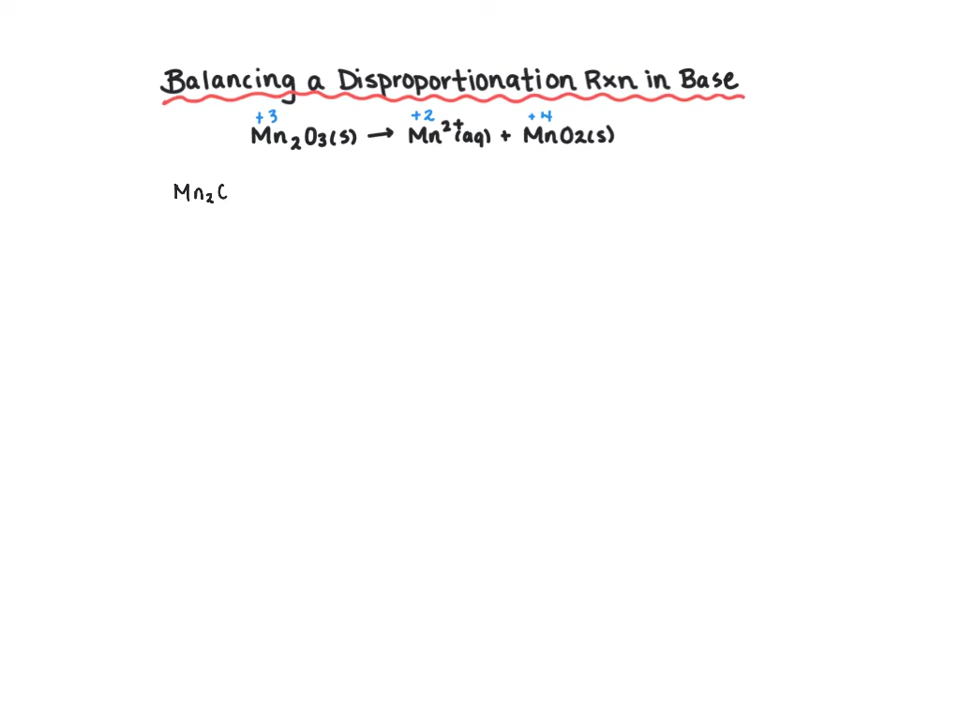 Balancing a Disproportionation Rxn in Base
+3 +2 +4
Mn₂O₃(s) → Mn²⁺(aq) + MnO2(s)
Mn₂C